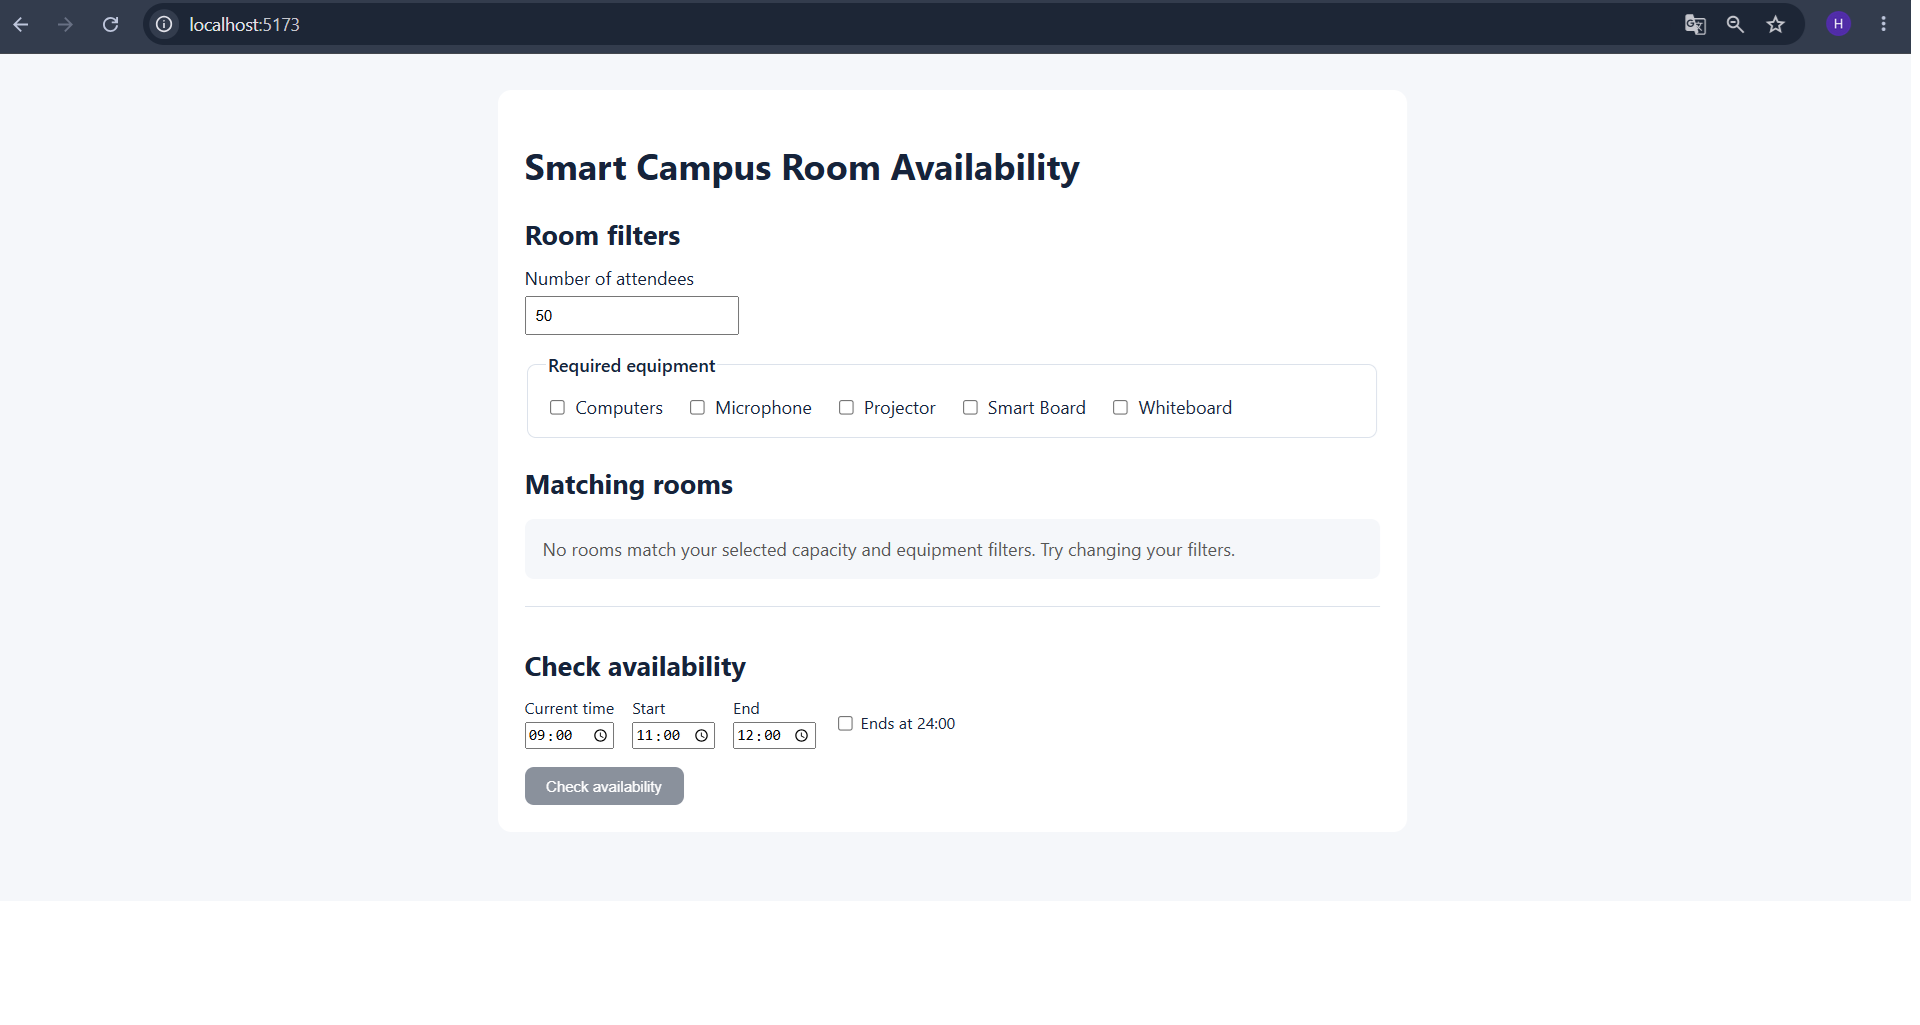 localhost:5173
H
Smart Campus Room Availability
Room filters
Number of attendees
50
Required equipment
Computers Microphone Projector Smart Board Whiteboard
Matching rooms
No rooms match your selected capacity and equipment filters. Try changing your filters.
Check availability
Current time Start End
09:00 11:00 12:00 Ends at 24:00
Check availability